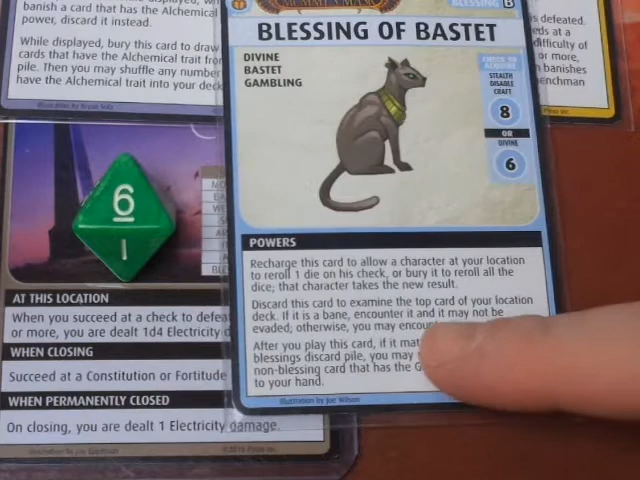 banish a card that has the Alchemical
power, discard it instead.
While displayed, bury this card to draw
cards that have the Alchemical trait from
pile. Then you may shuffle any number
have the Alchemical trait into your deck
BLESSING B
BLESSING OF BASTET
DIVINE
BASTET
GAMBLING
CHECK TO
ACQUIRE
STEALTH
DISABLE
CRAFT
8
OR
DIVINE
6
is defeated.
eds at a
difficulty of
or more,
banishes
enchman
6
1
AT THIS LOCATION
When you succeed at a check to defea
or more, you are dealt 1d4 Electricity d
WHEN CLOSING
Succeed at a Constitution or Fortitude
WHEN PERMANENTLY CLOSED
On closing, you are dealt 1 Electricity damage.
POWERS
Recharge this card to allow a character at your location
to reroll 1 die on his check, or bury it to reroll all the
dice; that character takes the new result.
Discard this card to examine the top card of your location
deck. If it is a bane, encounter it and it may not be
evaded; otherwise, you may encoun
After you play this card, if it mat
blessings discard pile, you may
non-blessing card that has the G
to your hand.
Illustration by Joe Wilson